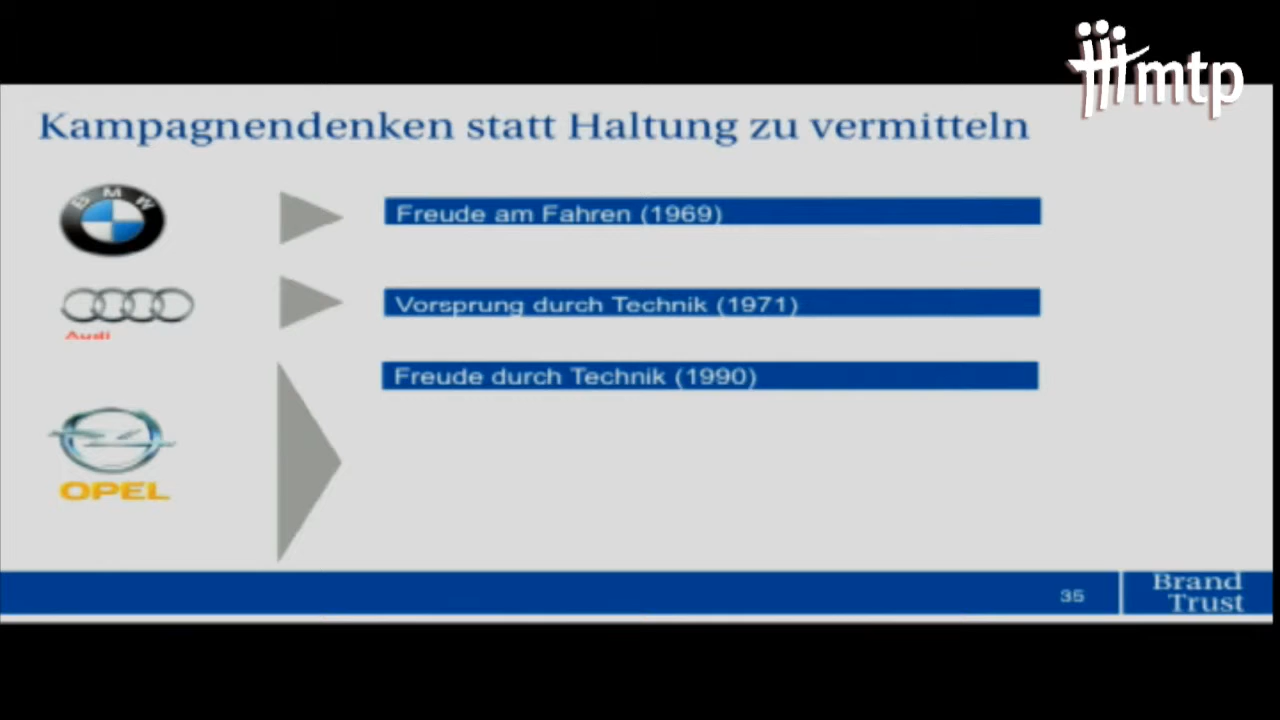 mtp
Kampagnendenken statt Haltung zu vermitteln
BMW
Freude am Fahren (1969)
Audi
Vorsprung durch Technik (1971)
Freude durch Technik (1990)
OPEL
35
Brand
Trust